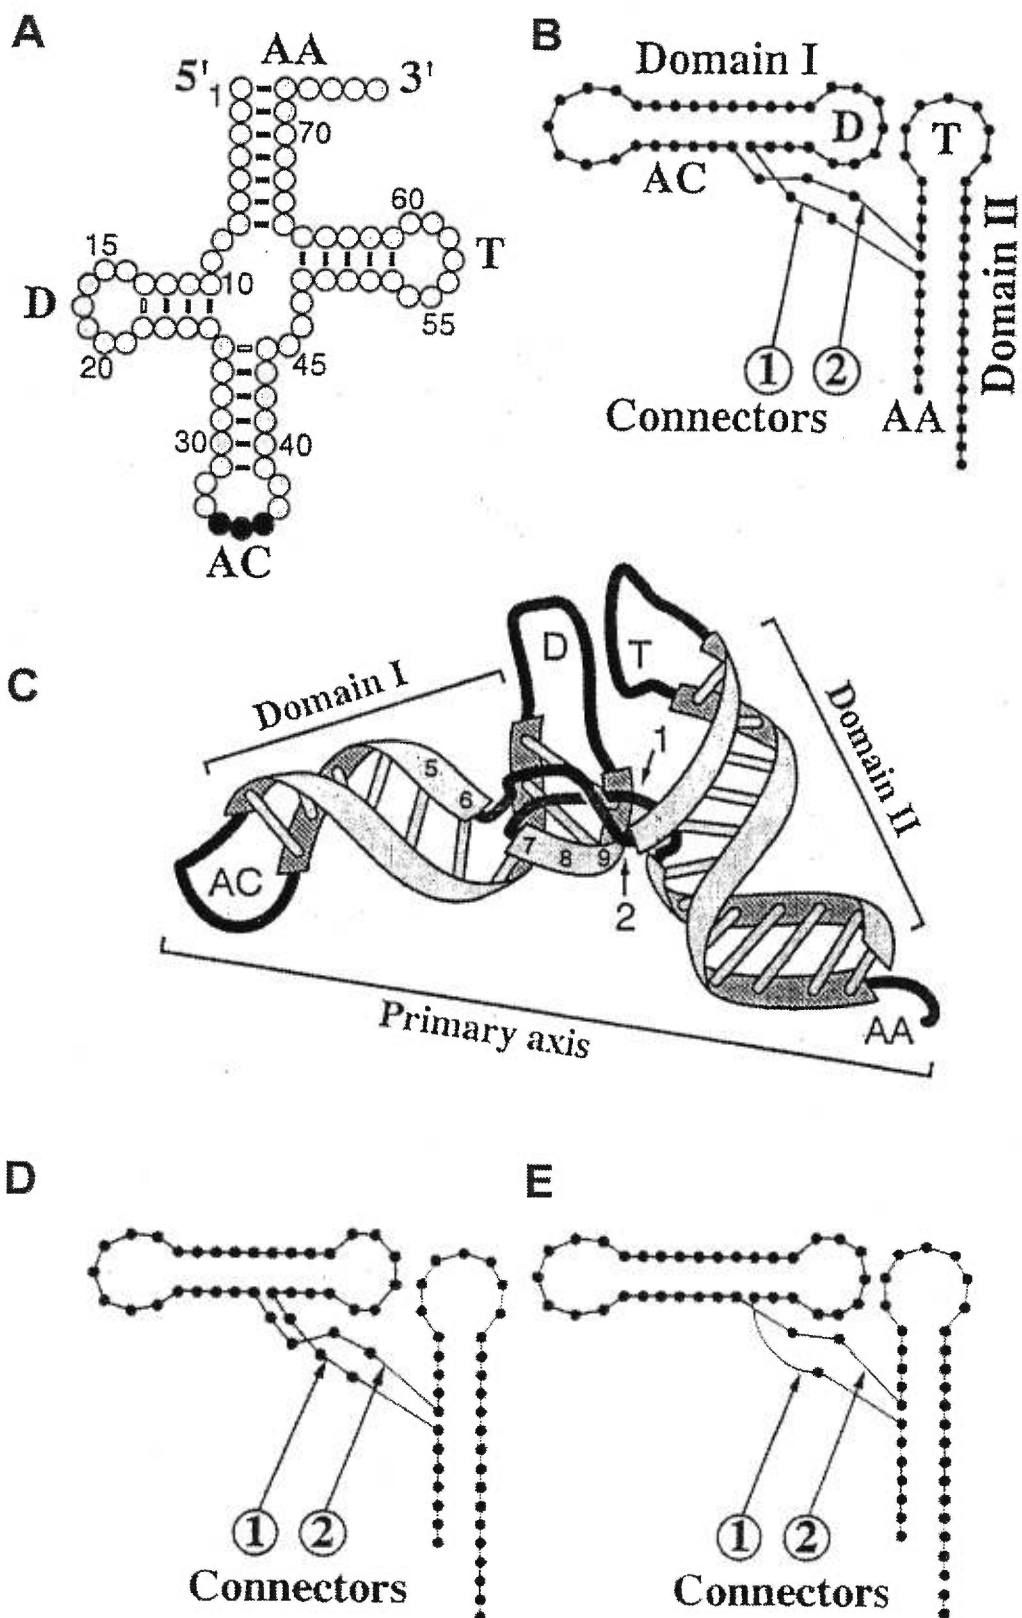 A
AA
5' 1
3'
70
60
T
15
10
D
55
20
45
30
40
AC
B
Domain I
D
T
AC
Domain II
1 2
Connectors
AA
C
Domain I
D
T
1
Domain II
5
6
7 8 9
AC
2
Primary axis
AA
D
1 2
Connectors
E
1 2
Connectors